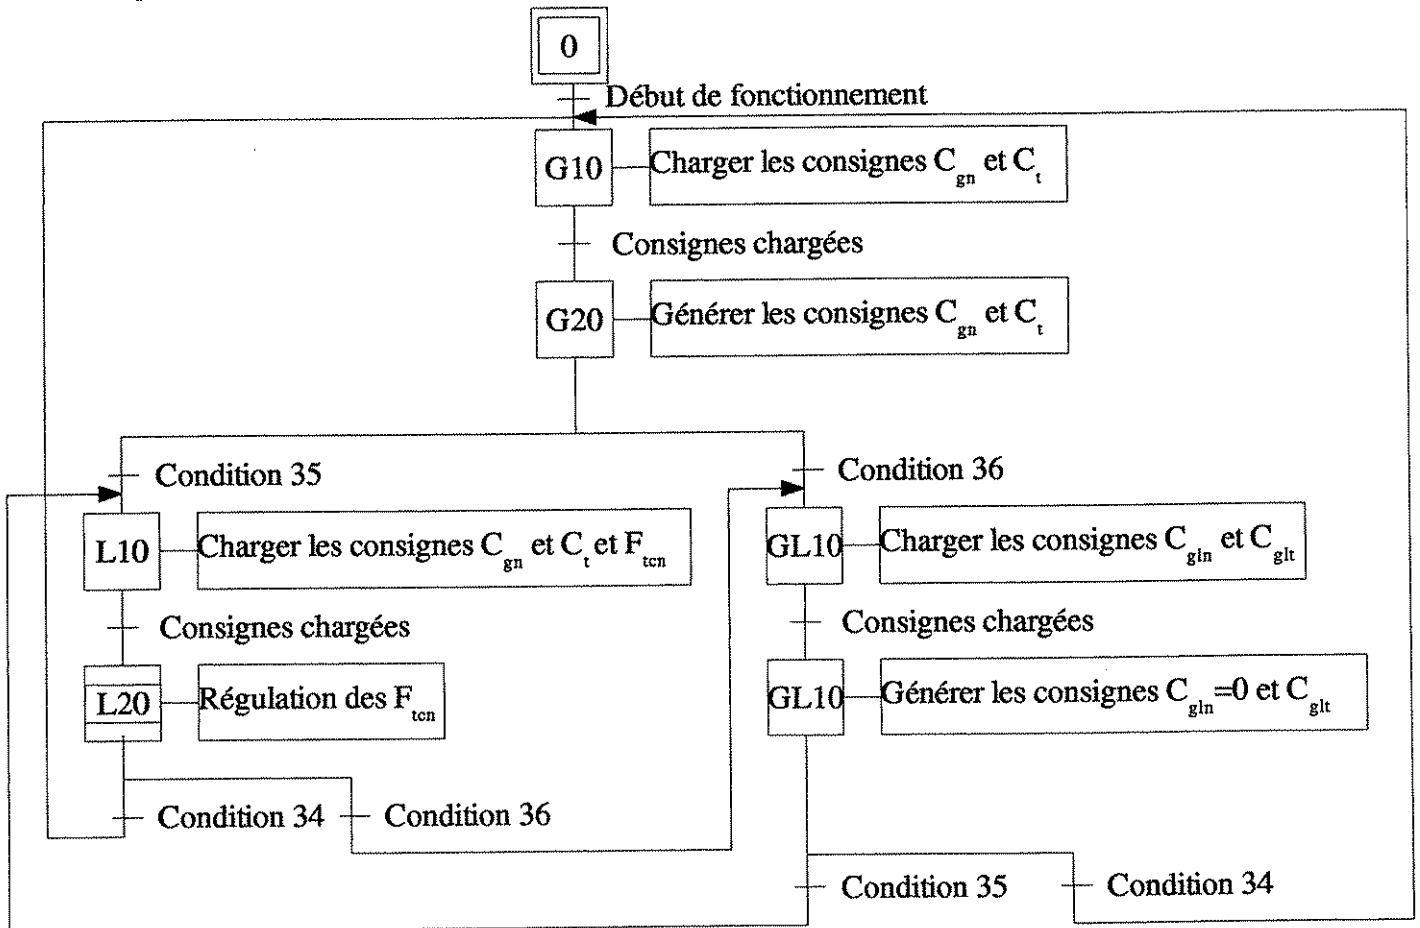 0
Début de fonctionnement
G10
Charger les consignes C_gn et C_t
Consignes chargées
G20
Générer les consignes C_gn et C_t
Condition 35
Condition 36
L10
Charger les consignes C_gn et C_t et F_tcn
GL10
Charger les consignes C_gln et C_glt
Consignes chargées
Consignes chargées
L20
Régulation des F_tcn
GL10
Générer les consignes C_gln=0 et C_glt
Condition 34
Condition 36
Condition 35
Condition 34